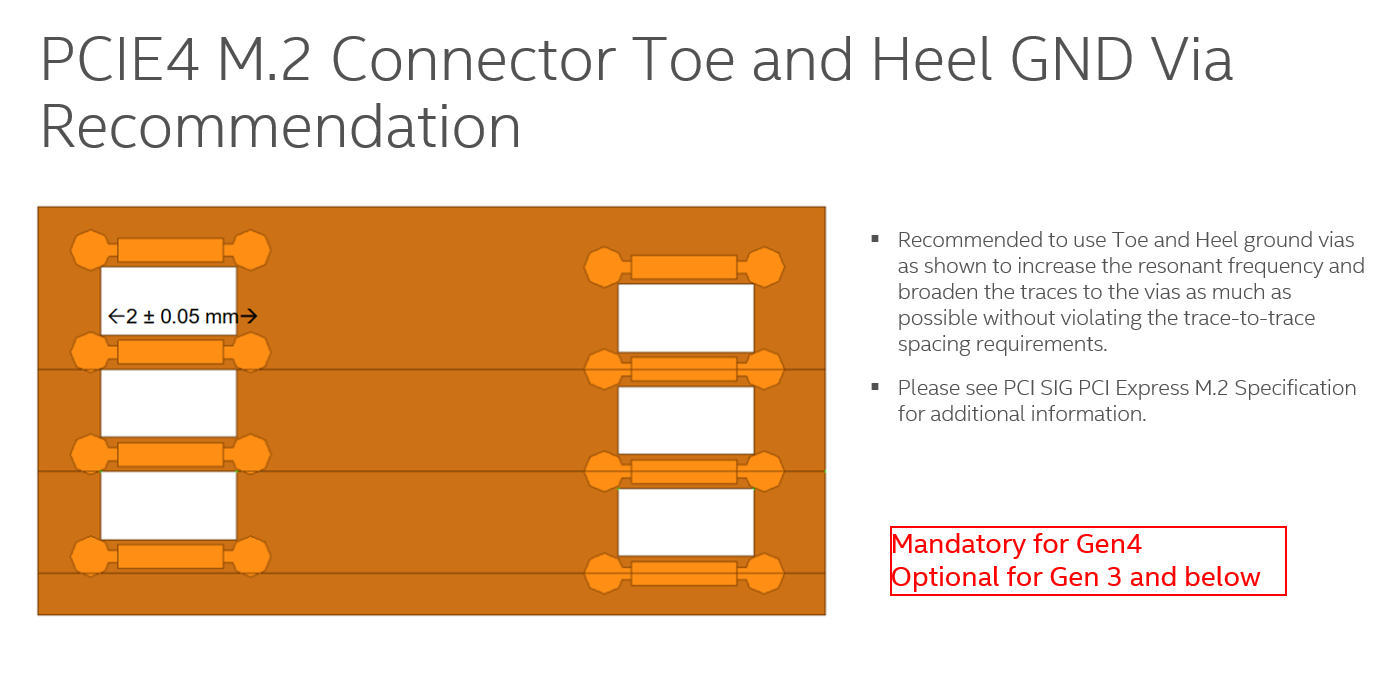 PCIE4 M.2 Connector Toe and Heel GND Via
Recommendation
←2 ± 0.05 mm→
▪ Recommended to use Toe and Heel ground vias
as shown to increase the resonant frequency and
broaden the traces to the vias as much as
possible without violating the trace-to-trace
spacing requirements.
▪ Please see PCI SIG PCI Express M.2 Specification
for additional information.
Mandatory for Gen4
Optional for Gen 3 and below